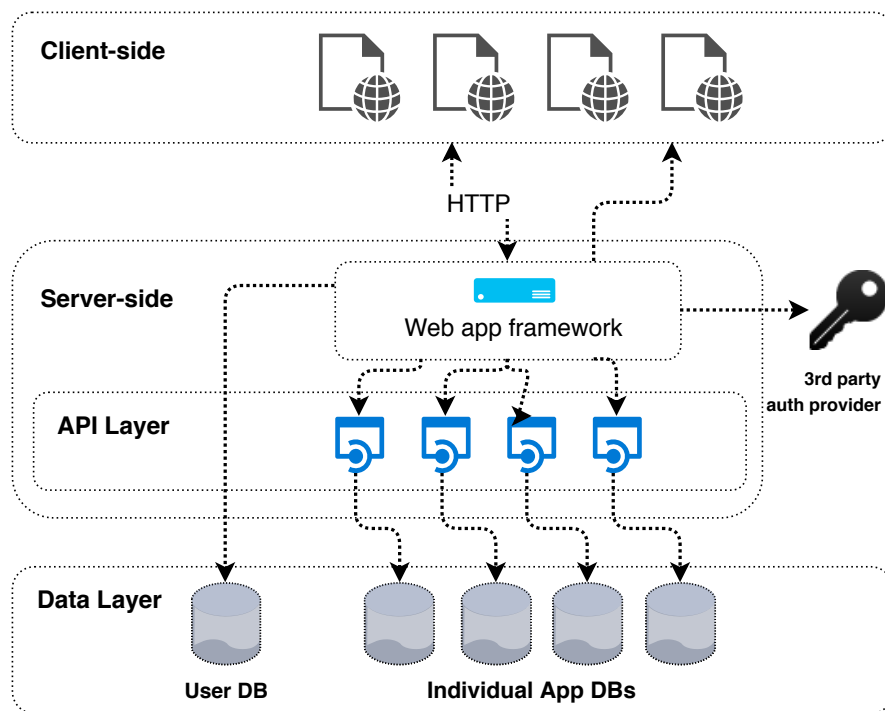 Client-side
HTTP
Server-side
Web app framework
3rd party
auth provider
API Layer
Data Layer
User DB
Individual App DBs